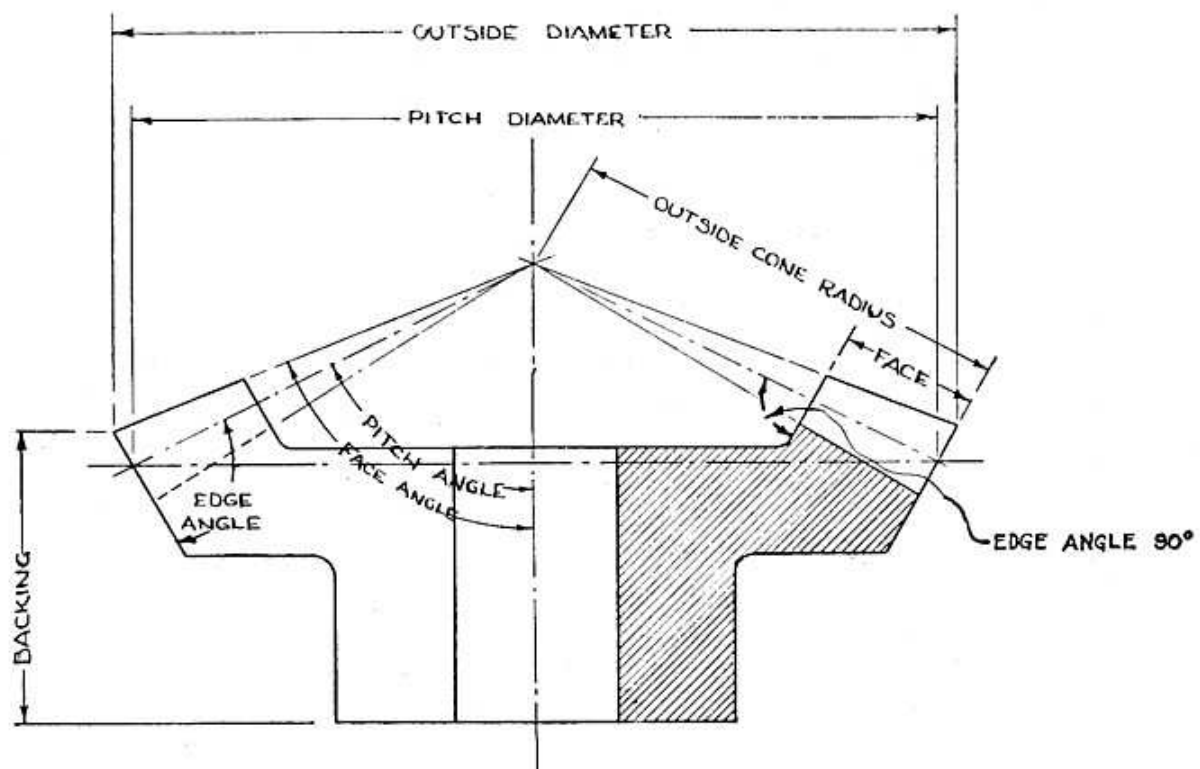 OUTSIDE DIAMETER
PITCH DIAMETER
OUTSIDE CONE RADIUS
FACE
PITCH ANGLE
FACE ANGLE
EDGE
ANGLE
EDGE ANGLE 90°
BACKING